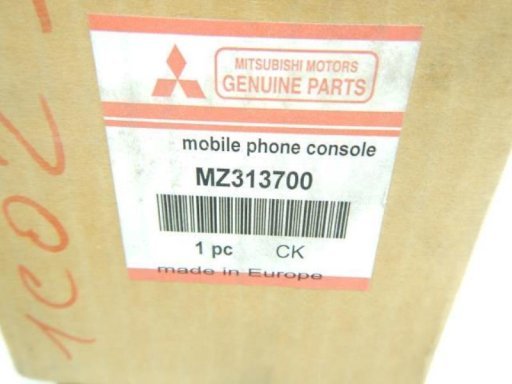 MITSUBISHI MOTORS
GENUINE PARTS
mobile phone console
MZ313700
1 pc CK
made in Europe